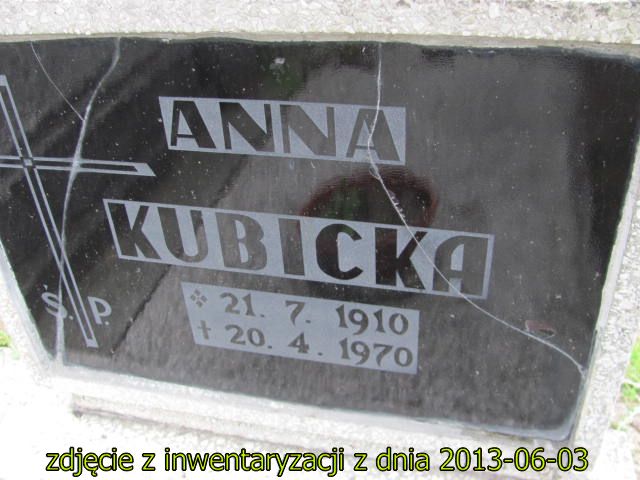 ANNA
KUBICKA
Ś.P.
21. 7. 1910
† 20. 4. 1970
zdjęcie z inwentaryzacji z dnia 2013-06-03